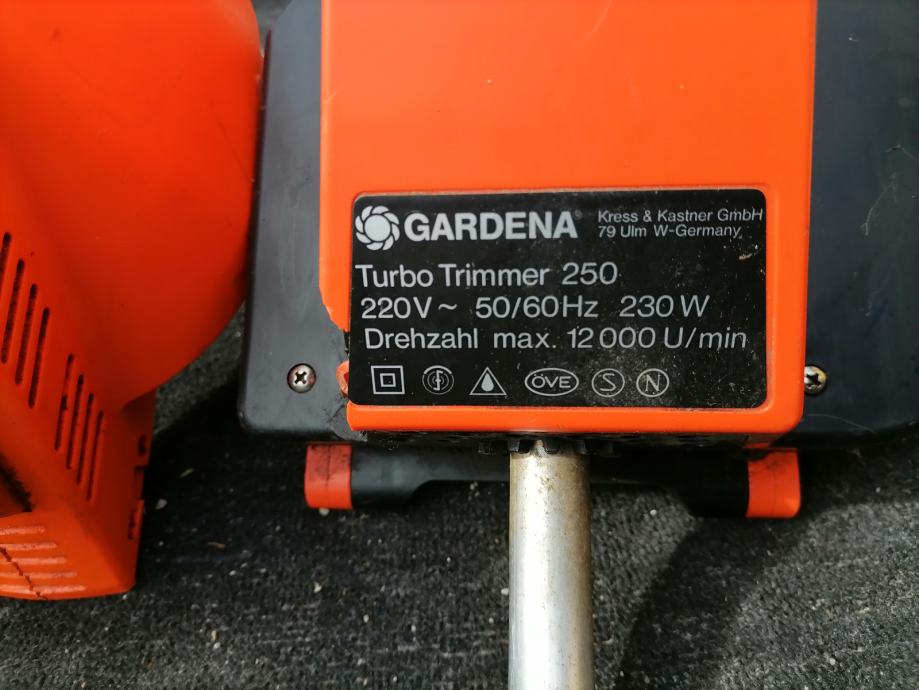 GARDENA® Kress & Kastner GmbH
79 Ulm W-Germany
Turbo Trimmer 250
220V ~ 50/60Hz 230W
Drehzahl max. 12000 U/min
ÖVE S N